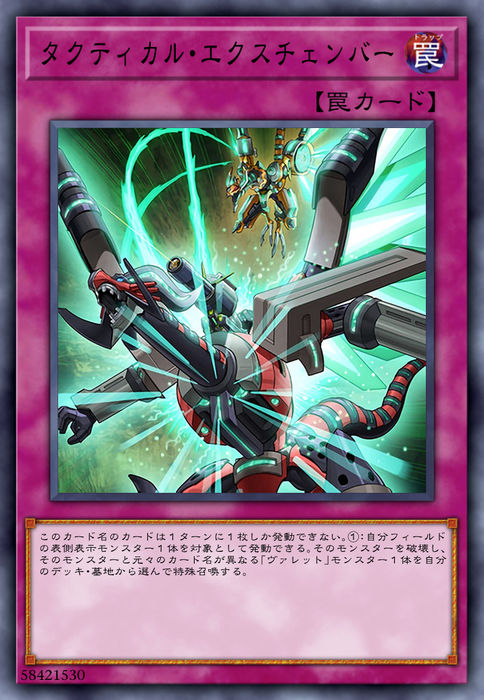 タクティカル・エクスチェンバー
トラップ
罠
【罠カード】
このカード名のカードは１ターンに１枚しか発動できない。①：自分フィールド
の表側表示モンスター１体を対象として発動できる。そのモンスターを破壊し、
そのモンスターと元々のカード名が異なる「ヴァレット」モンスター１体を自分
のデッキ・墓地から選んで特殊召喚する。
58421530